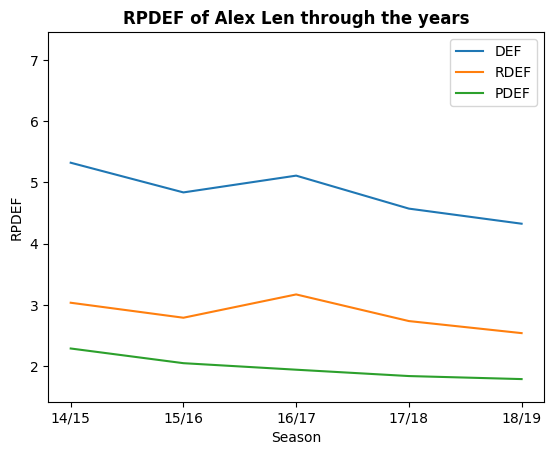 RPDEF of Alex Len through the years
DEF
RDEF
PDEF
7
6
5
4
3
2
RPDEF
14/15 15/16 16/17 17/18 18/19
Season